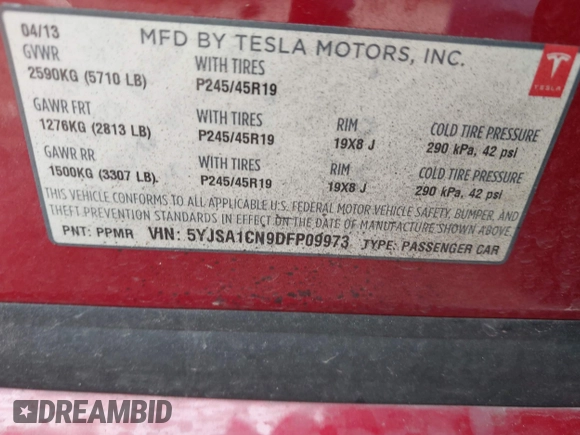 04/13 MFD BY TESLA MOTORS, INC.
GVWR WITH TIRES
2590KG (5710 LB) P245/45R19
TESLA
GAWR FRT WITH TIRES RIM COLD TIRE PRESSURE
1276KG (2813 LB) P245/45R19 19X8 J 290 kPa, 42 psi
GAWR RR WITH TIRES RIM COLD TIRE PRESSURE
1500KG (3307 LB). P245/45R19 19X8 J 290 kPa, 42 psi
THIS VEHICLE CONFORMS TO ALL APPLICABLE U.S. FEDERAL MOTOR VEHICLE SAFETY, BUMPER, AND
THEFT PREVENTION STANDARDS IN EFFECT ON THE DATE OF MANUFACTURE SHOWN ABOVE.
PNT: PPMR VIN: 5YJSA1CN9DFP09973 TYPE: PASSENGER CAR
DREAMBID